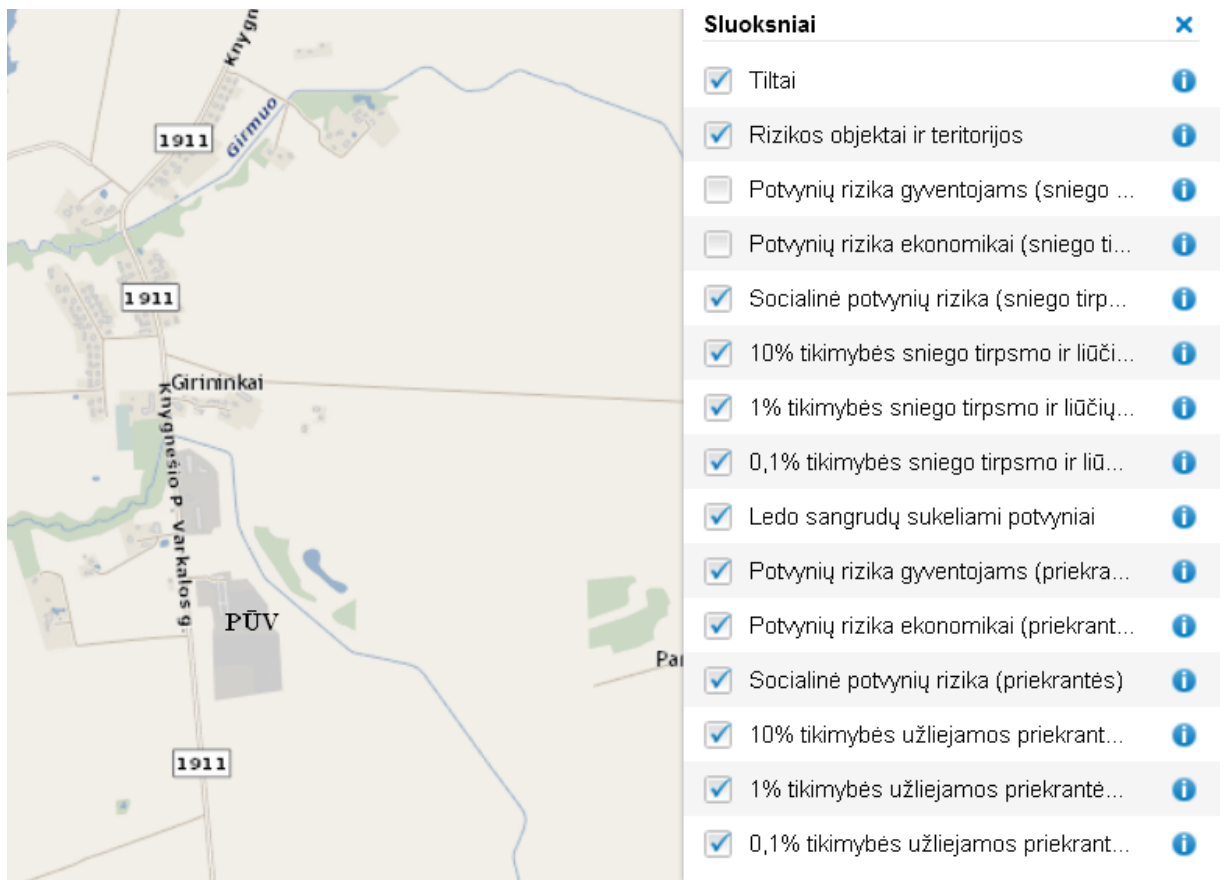 Knygn
1911
Girmuo
1911
Girininkai
Knygnešio P. Varkalos g.
PŪV
Par
1911
Sluoksniai
Tiltai
Rizikos objektai ir teritorijos
Potvynių rizika gyventojams (sniego ...
Potvynių rizika ekonomikai (sniego ti...
Socialinė potvynių rizika (sniego tirp...
10% tikimybės sniego tirpsmo ir liūči...
1% tikimybės sniego tirpsmo ir liūčių...
0,1% tikimybės sniego tirpsmo ir liū...
Ledo sangrudų sukeliami potvyniai
Potvynių rizika gyventojams (priekra...
Potvynių rizika ekonomikai (priekrant...
Socialinė potvynių rizika (priekrantės)
10% tikimybės užliejamos priekrant...
1% tikimybės užliejamos priekrantė...
0,1% tikimybės užliejamos priekrant...